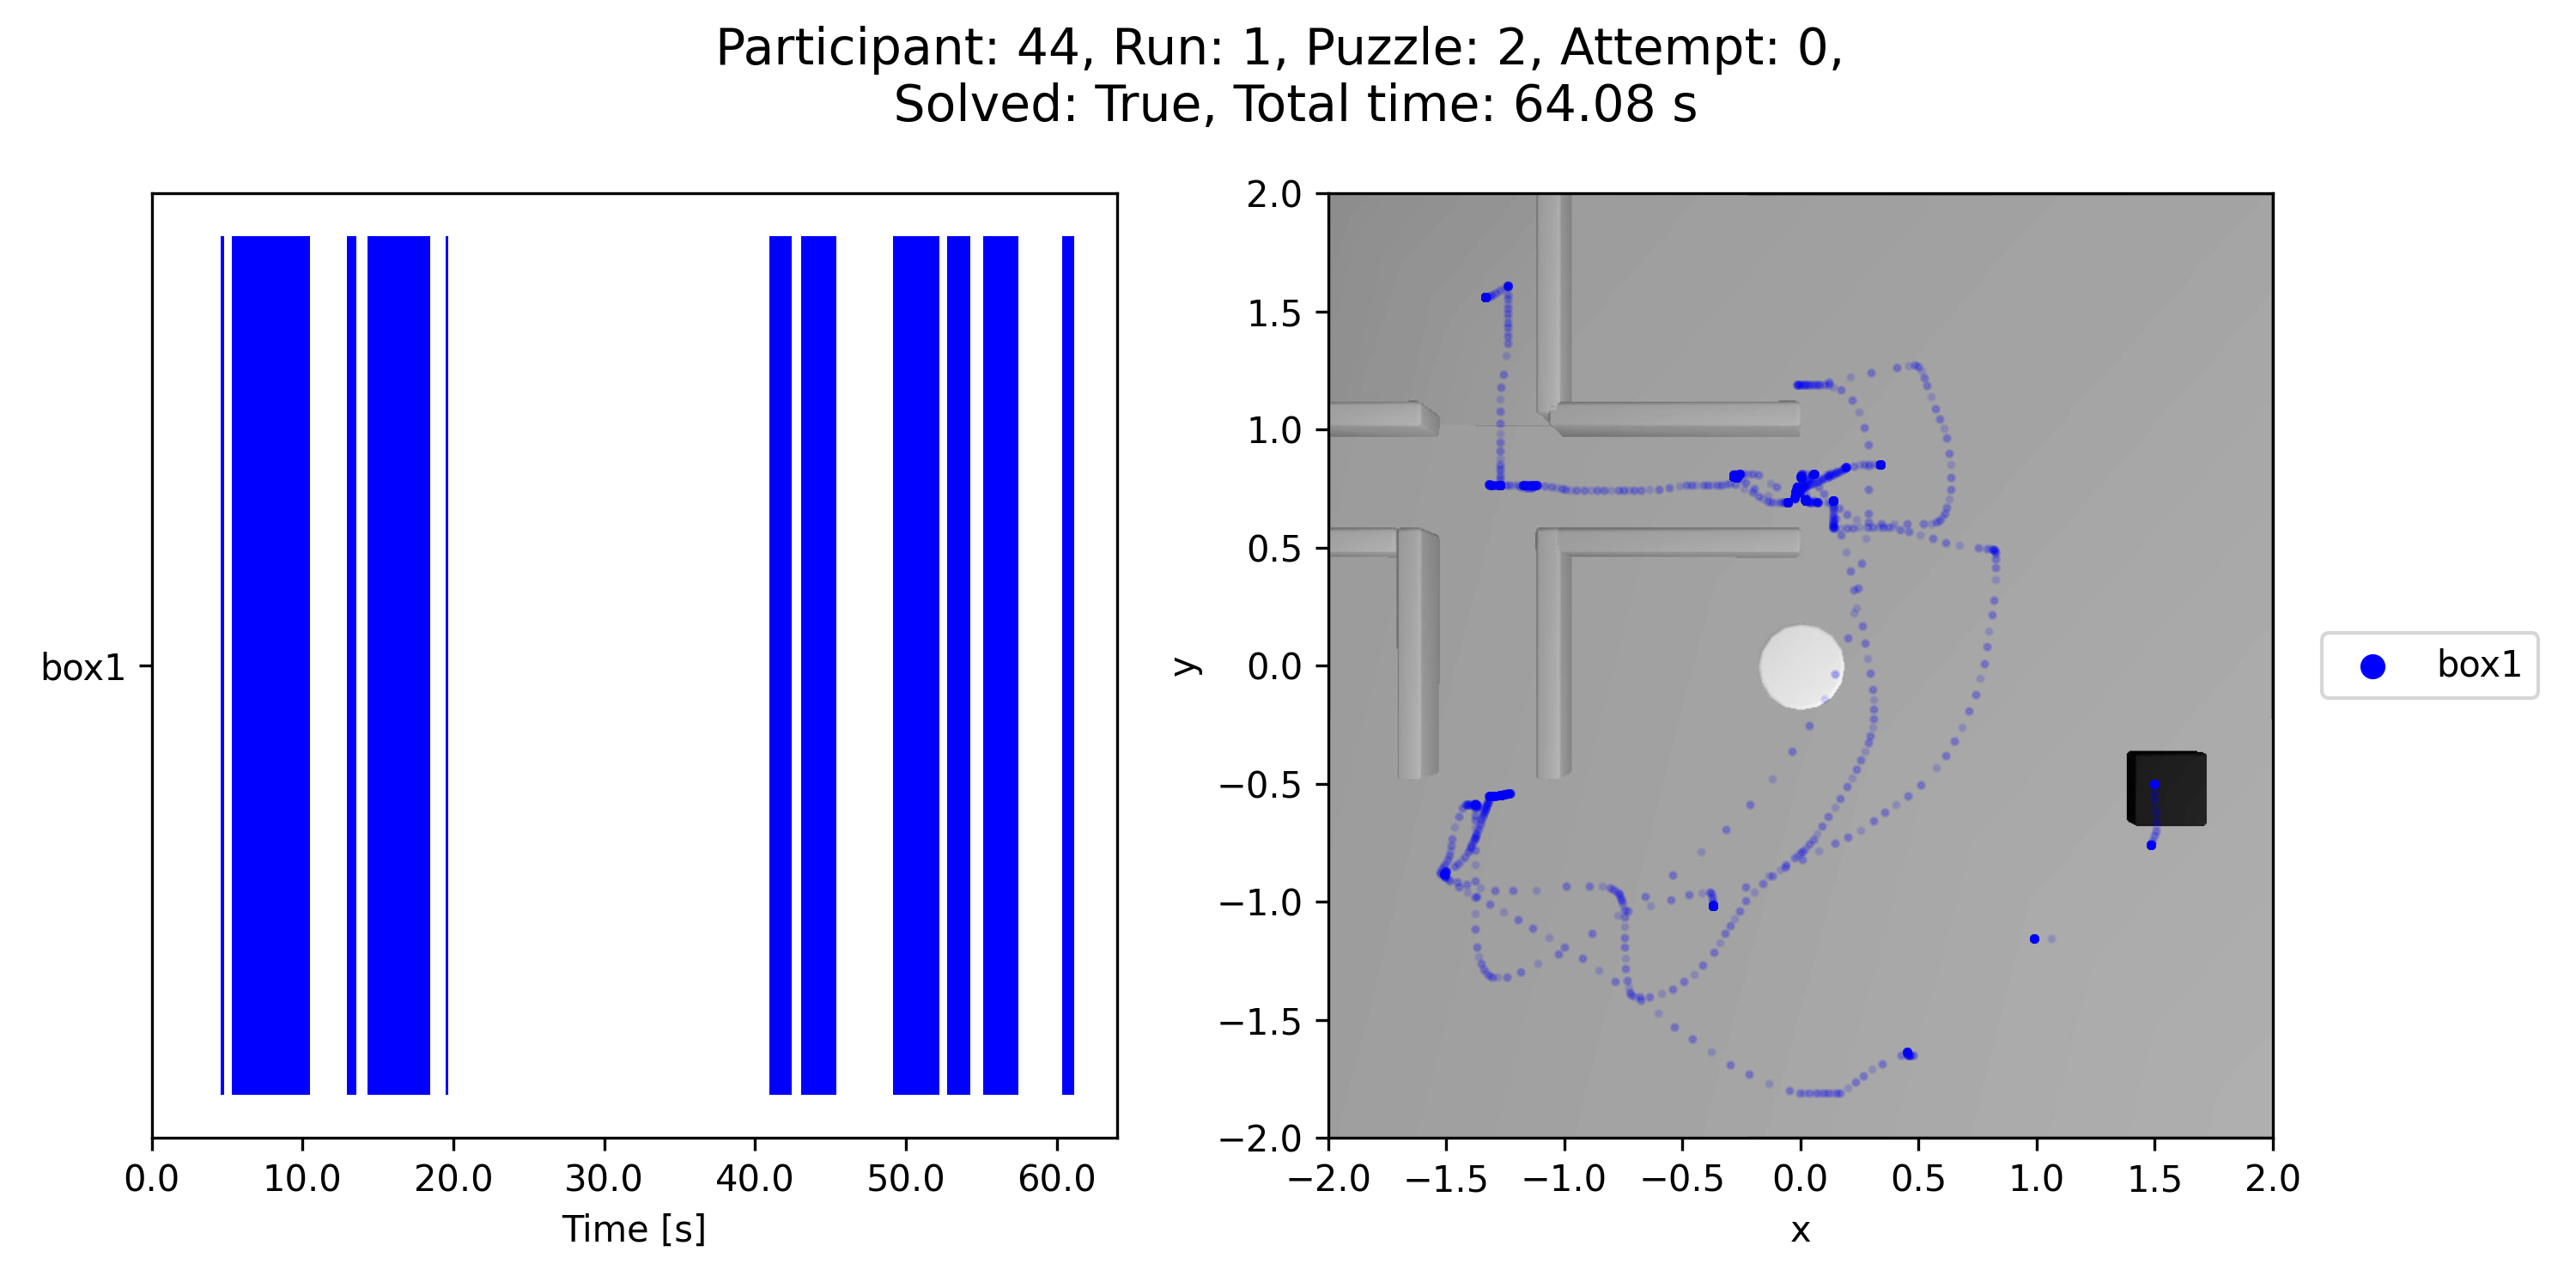 Participant: 44, Run: 1, Puzzle: 2, Attempt: 0,
Solved: True, Total time: 64.08 s
box1
0.0 10.0 20.0 30.0 40.0 50.0 60.0
Time [s]
2.0
1.5
1.0
0.5
0.0
−0.5
−1.0
−1.5
−2.0
y
−2.0 −1.5 −1.0 −0.5 0.0 0.5 1.0 1.5 2.0
x
box1